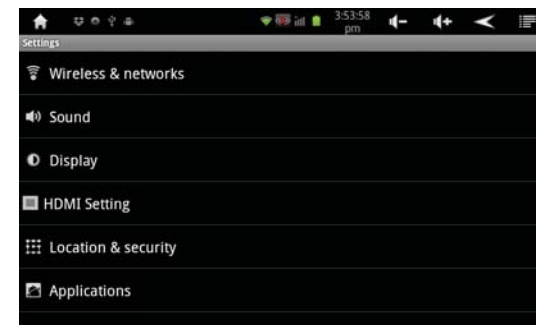 3:53:58
pm
Settings
Wireless & networks
Sound
Display
HDMI Setting
Location & security
Applications